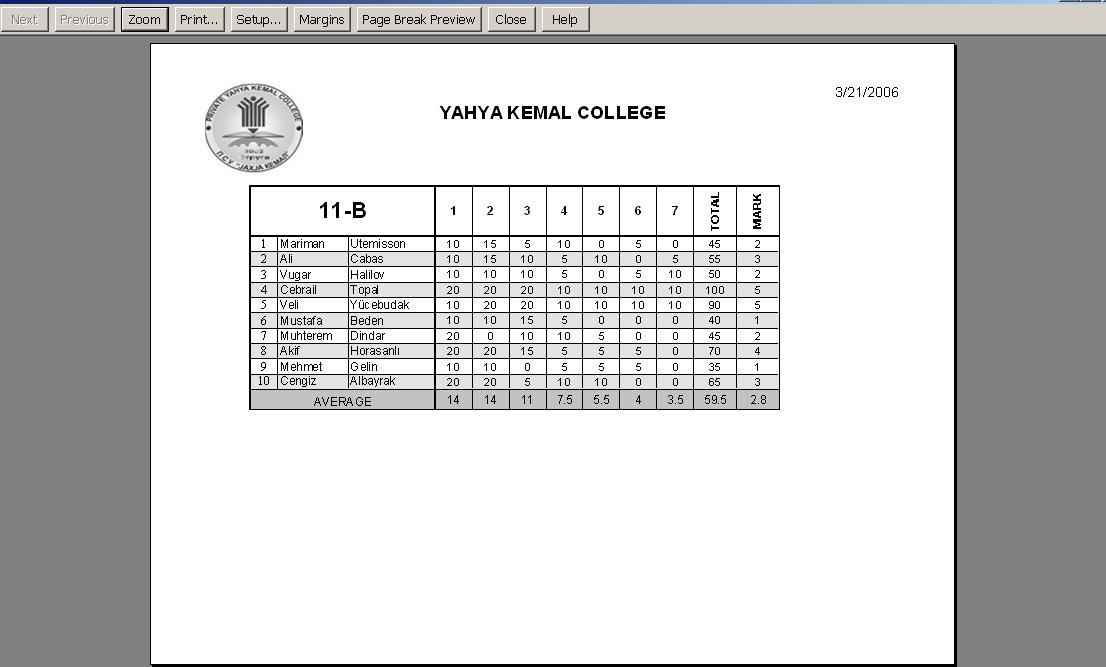 Next Previous Zoom Print... Setup... Margins Page Break Preview Close Help
PRIVATE YAHYA KEMAL COLLEGE
П.С.У "JAXJA КЕМАЛ"
3/21/2006
YAHYA KEMAL COLLEGE
11-B 1 2 3 4 5 6 7 TOTAL MARK
1 Mariman Utemisson 10 15 5 10 0 5 0 45 2
2 Ali Cabas 10 15 10 5 10 0 5 55 3
3 Vugar Halilov 10 10 10 5 0 5 10 50 2
4 Cebrail Topal 20 20 20 10 10 10 10 100 5
5 Veli Yücebudak 10 20 20 10 10 10 10 90 5
6 Mustafa Beden 10 10 15 5 0 0 0 40 1
7 Muhterem Dindar 20 0 10 10 5 0 0 45 2
8 Akif Horasanlı 20 20 15 5 5 5 0 70 4
9 Mehmet Gelin 10 10 0 5 5 5 0 35 1
10 Cengiz Albayrak 20 20 5 10 10 0 0 65 3
AVERAGE 14 14 11 7.5 5.5 4 3.5 59.5 2.8